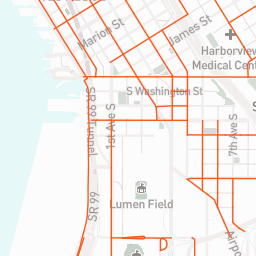 Marion St
James St
Harborview
Medical Cent
S Washington St
SR 99 Tunnel
1st Ave S
7th Ave S
SR 99
Lumen Field
Airpo